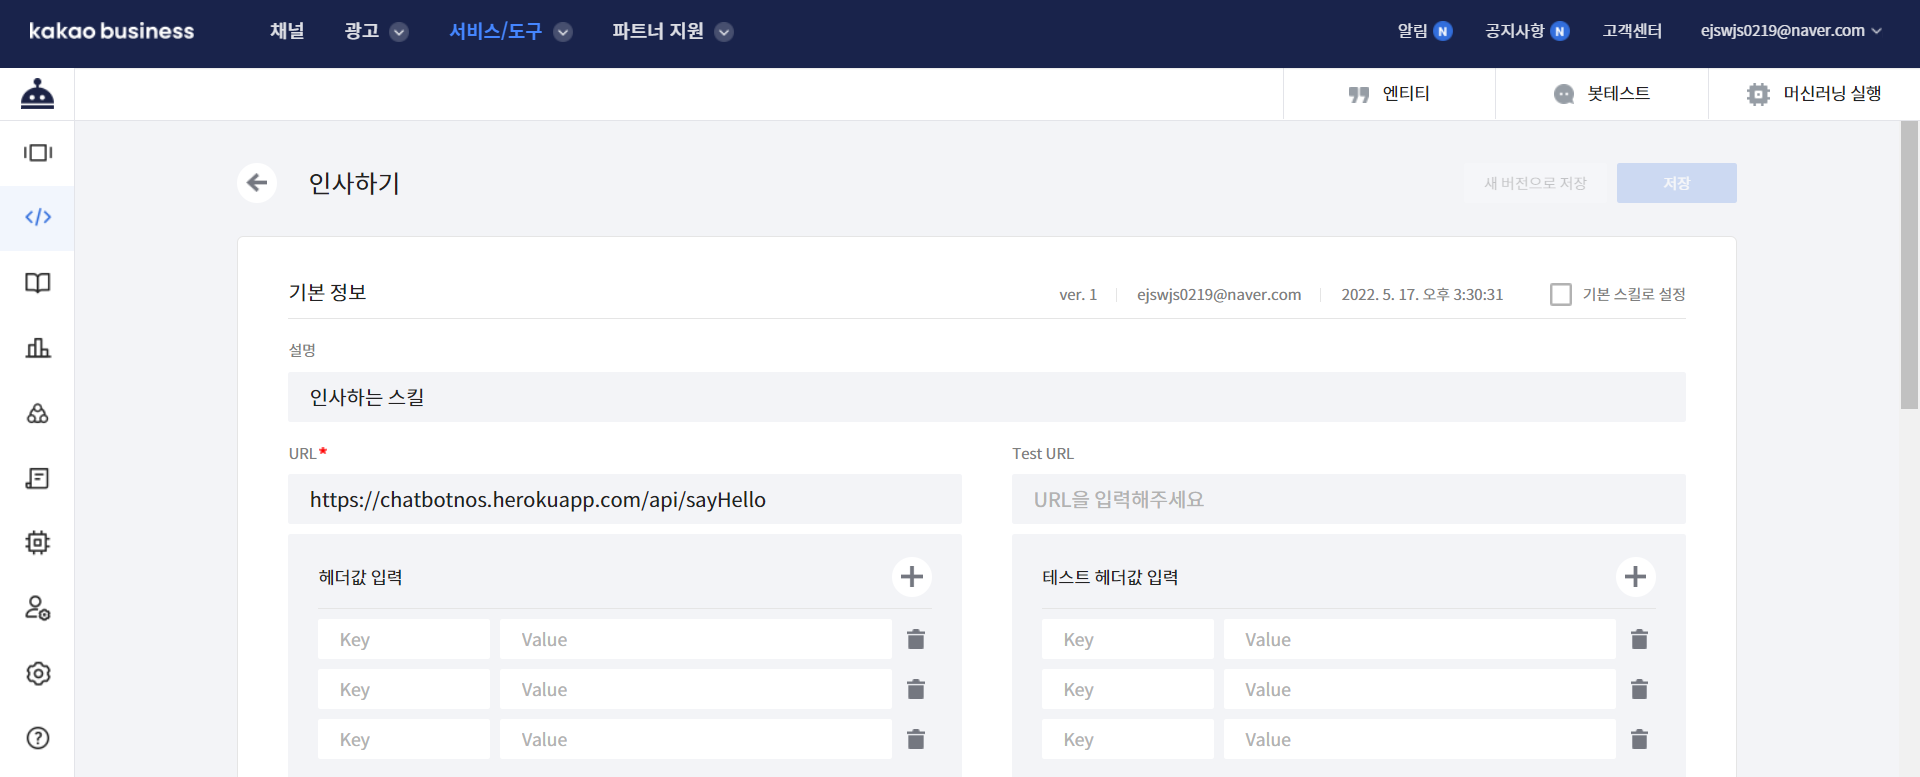 kakao business 채널 광고 서비스/도구 파트너 지원 알림 N 공지사항 N 고객센터 ejswjs0219@naver.com
엔티티 봇테스트 머신러닝 실행
인사하기 새 버전으로 저장 저장
기본 정보 ver. 1 ejswjs0219@naver.com 2022. 5. 17. 오후 3:30:31 기본 스킬로 설정
설명
인사하는 스킬
URL* Test URL
https://chatbotnos.herokuapp.com/api/sayHello URL을 입력해주세요
헤더값 입력 테스트 헤더값 입력
Key Value Key Value
Key Value Key Value
Key Value Key Value